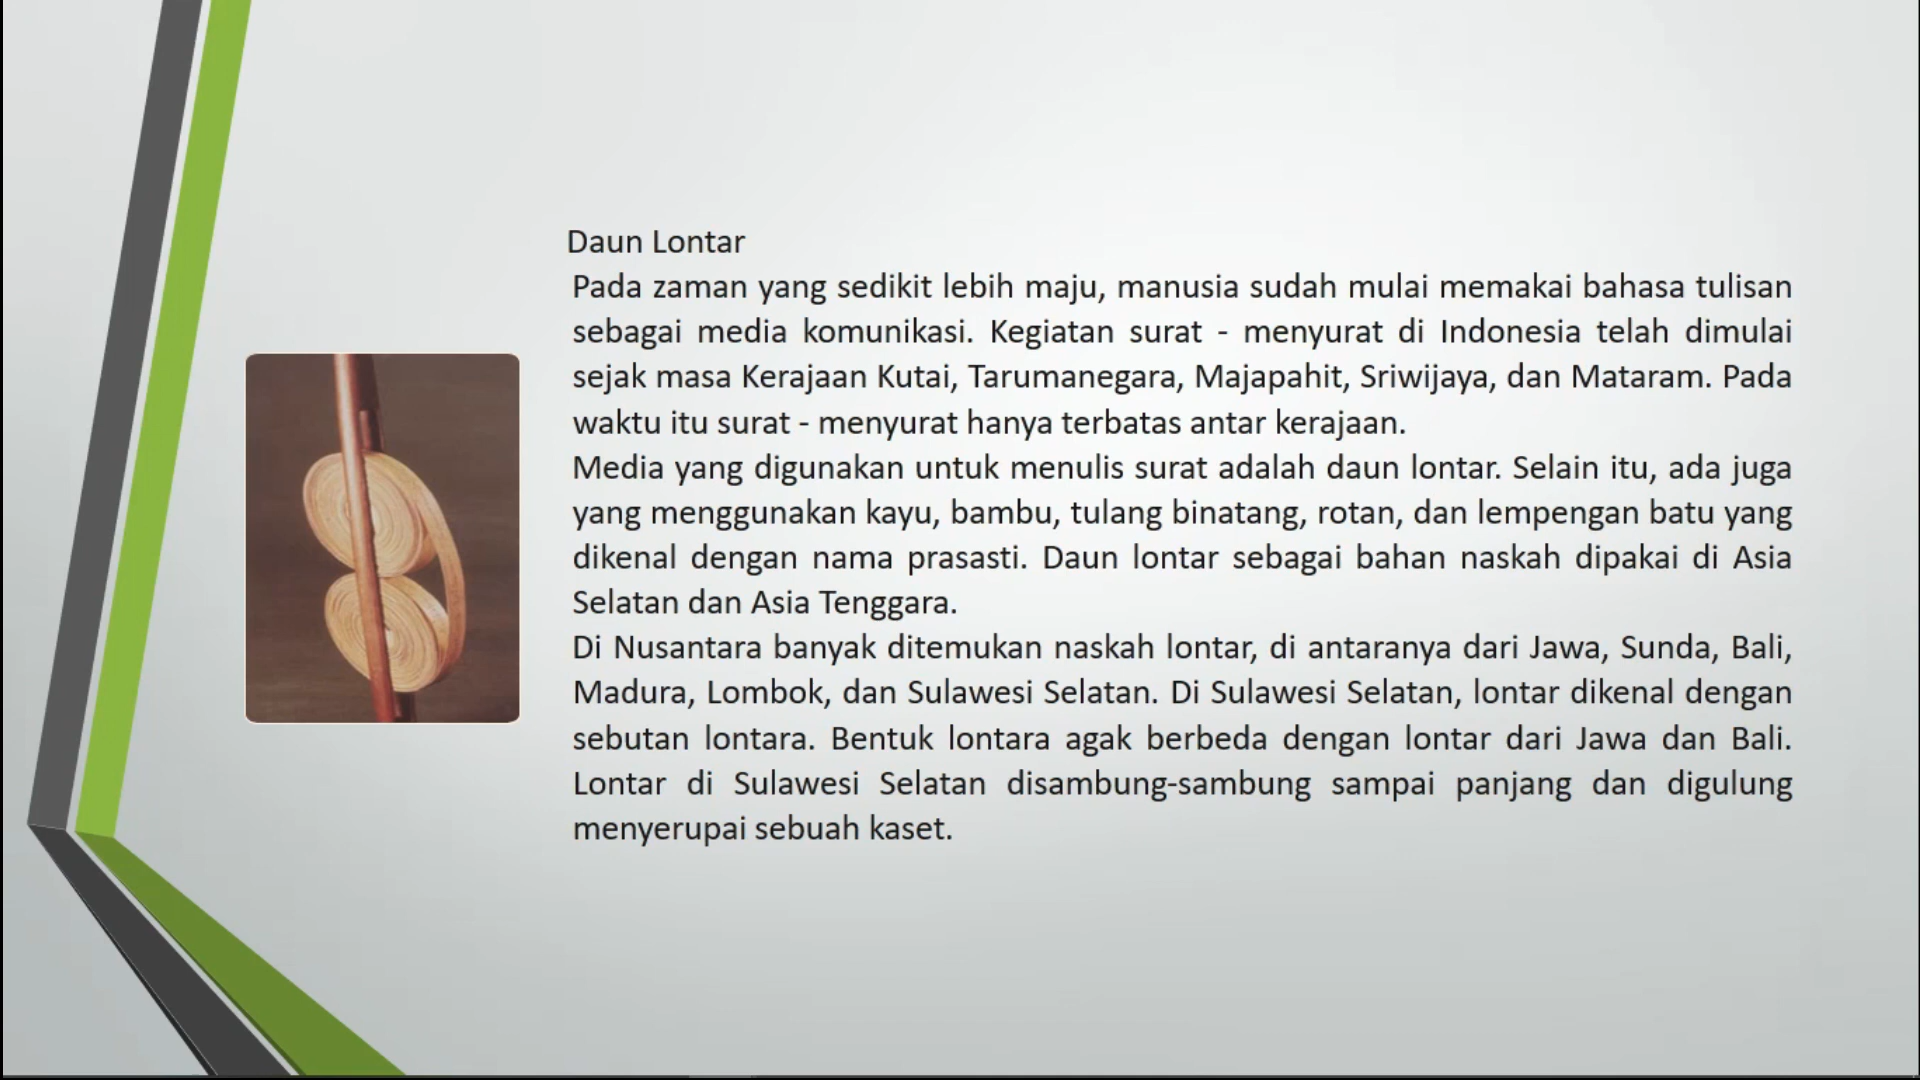 Daun Lontar
Pada zaman yang sedikit lebih maju, manusia sudah mulai memakai bahasa tulisan
sebagai media komunikasi. Kegiatan surat - menyurat di Indonesia telah dimulai
sejak masa Kerajaan Kutai, Tarumanegara, Majapahit, Sriwijaya, dan Mataram. Pada
waktu itu surat - menyurat hanya terbatas antar kerajaan.
Media yang digunakan untuk menulis surat adalah daun lontar. Selain itu, ada juga
yang menggunakan kayu, bambu, tulang binatang, rotan, dan lempengan batu yang
dikenal dengan nama prasasti. Daun lontar sebagai bahan naskah dipakai di Asia
Selatan dan Asia Tenggara.
Di Nusantara banyak ditemukan naskah lontar, di antaranya dari Jawa, Sunda, Bali,
Madura, Lombok, dan Sulawesi Selatan. Di Sulawesi Selatan, lontar dikenal dengan
sebutan lontara. Bentuk lontara agak berbeda dengan lontar dari Jawa dan Bali.
Lontar di Sulawesi Selatan disambung-sambung sampai panjang dan digulung
menyerupai sebuah kaset.